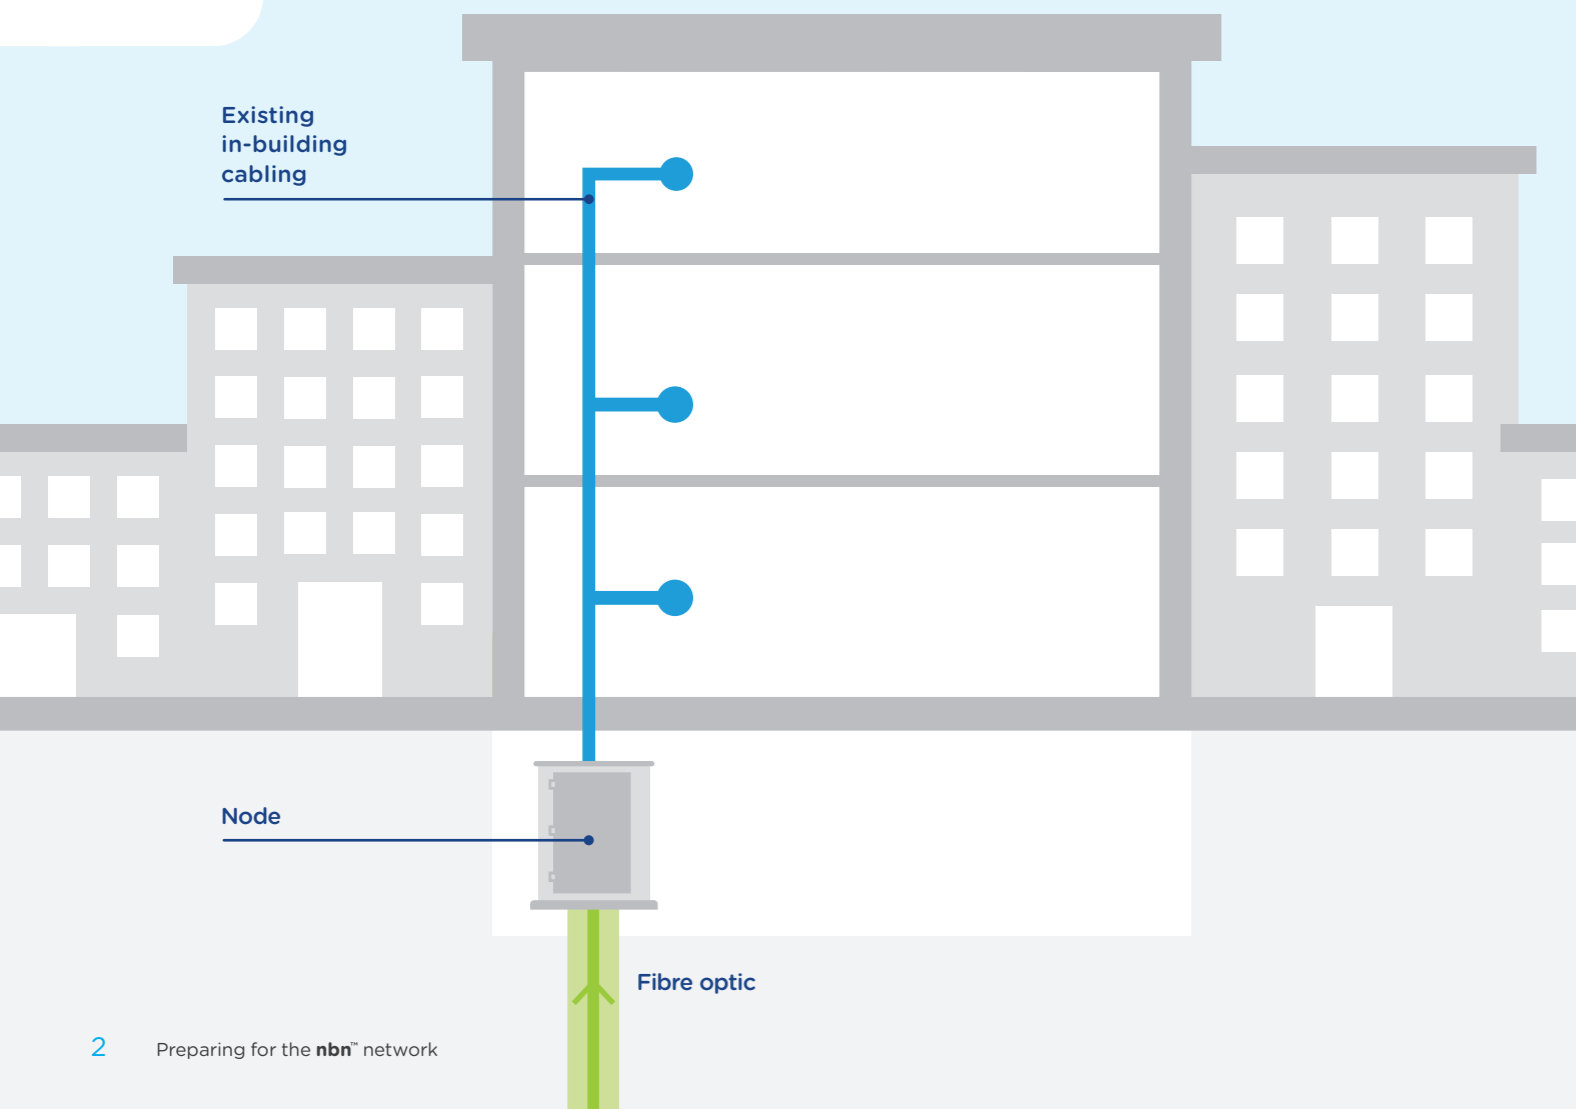 Existing
in-building
cabling
Node
Fibre optic
2 Preparing for the nbn™ network